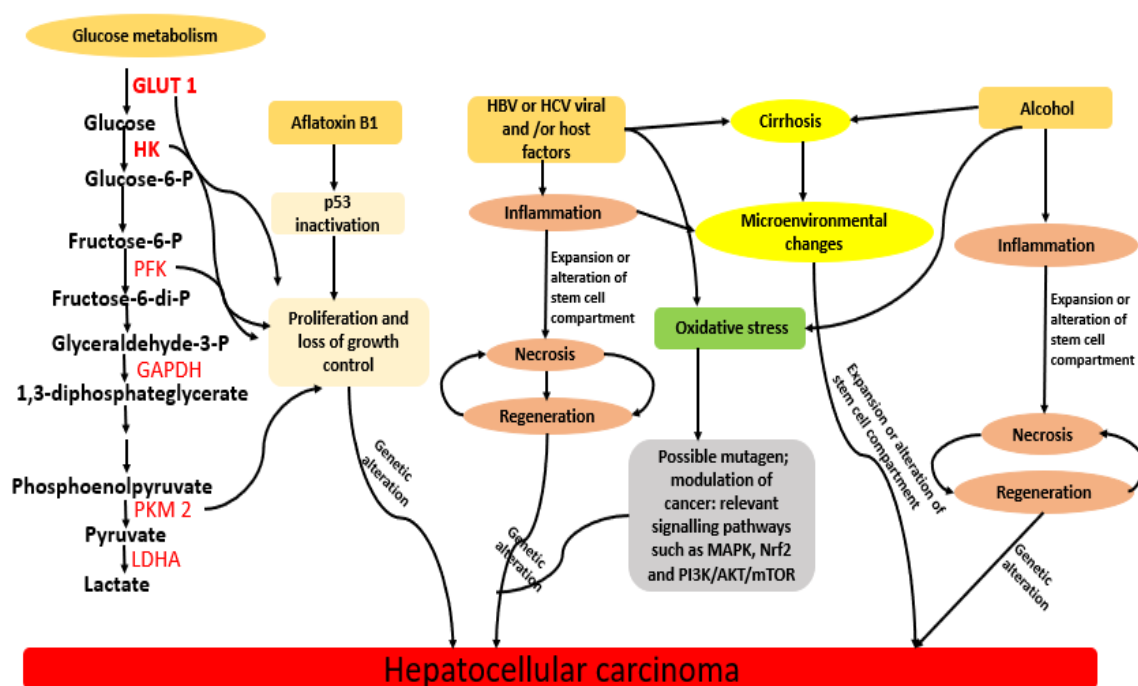 Glucose metabolism
GLUT 1
Glucose
HK
Glucose-6-P
Fructose-6-P
PFK
Fructose-6-di-P
Glyceraldehyde-3-P
GAPDH
1,3-diphosphateglycerate
Phosphoenolpyruvate
PKM 2
Pyruvate
LDHA
Lactate
Aflatoxin B1
p53
inactivation
Proliferation and
loss of growth
control
Genetic
alteration
HBV or HCV viral
and /or host
factors
Inflammation
Expansion or
alteration of
stem cell
compartment
Necrosis
Regeneration
Genetic
alteration
Cirrhosis
Microenvironmental
changes
Oxidative stress
Possible mutagen;
modulation of
cancer: relevant
signalling pathways
such as MAPK, Nrf2
and PI3K/AKT/mTOR
Expansion or alteration of
stem cell compartment
Alcohol
Inflammation
Expansion or
alteration of
stem cell
compartment
Necrosis
Regeneration
Genetic
alteration
Hepatocellular carcinoma